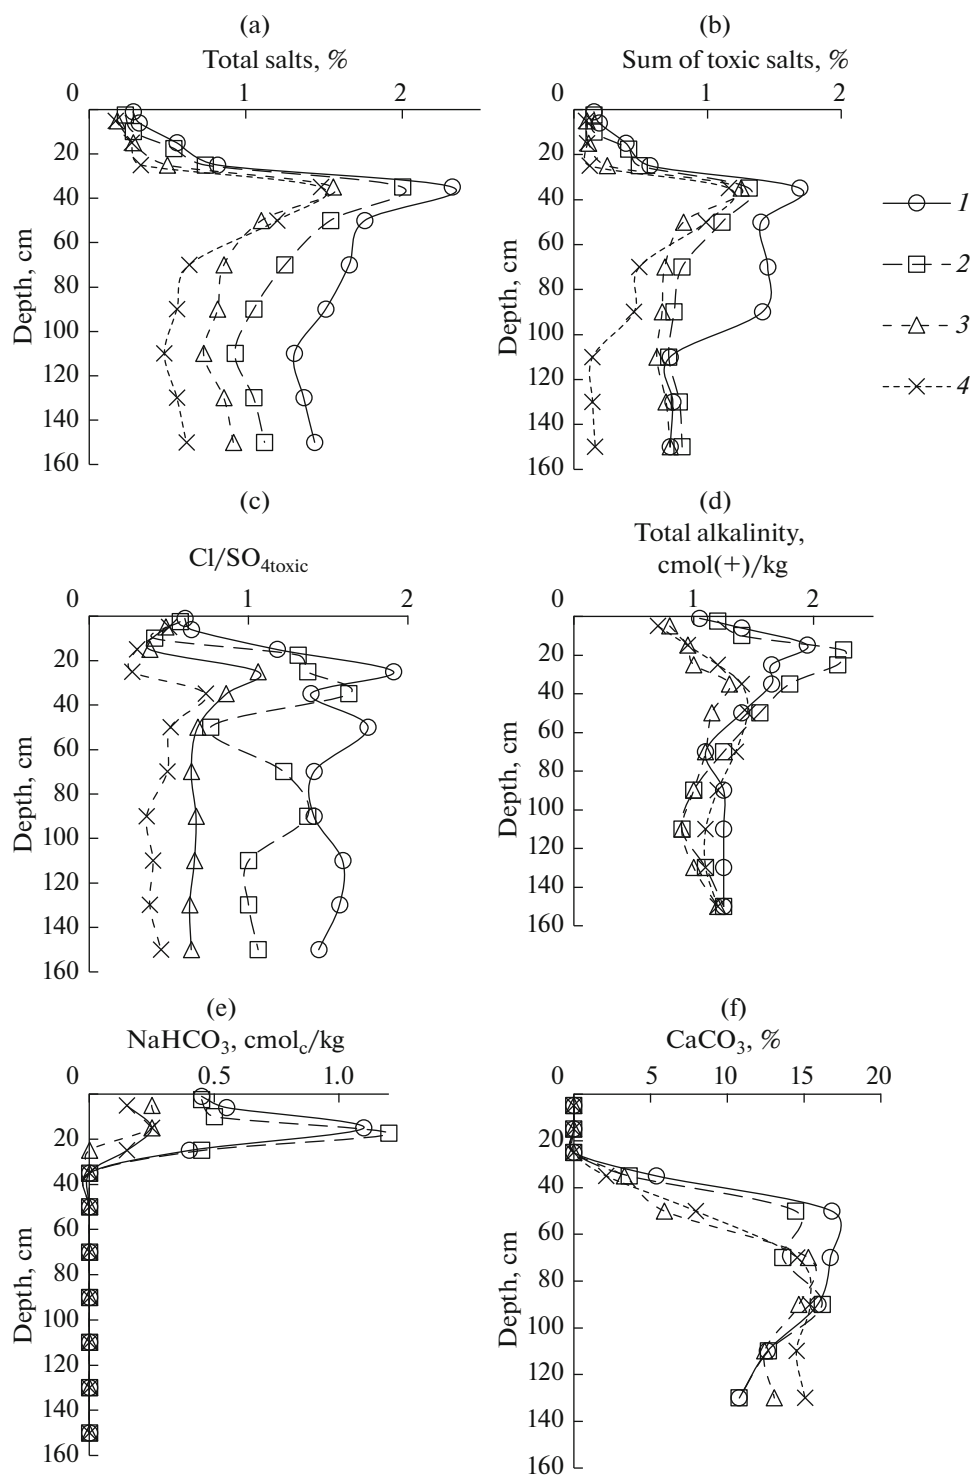 (a)
Total salts, %
0 1 2
0
20
40
60
80
100
120
140
160
Depth, cm
(b)
Sum of toxic salts, %
0 1 2
0
20
40
60
80
100
120
140
160
Depth, cm
1
2
3
4
(c)
Cl/SO4toxic
0 1 2
0
20
40
60
80
100
120
140
160
Depth, cm
(d)
Total alkalinity,
cmol(+)/kg
0 1 2
0
20
40
60
80
100
120
140
160
Depth, cm
(e)
NaHCO3, cmolc/kg
0 0.5 1.0
0
20
40
60
80
100
120
140
160
Depth, cm
(f)
CaCO3, %
0 5 10 15 20
0
20
40
60
80
100
120
140
160
Depth, cm